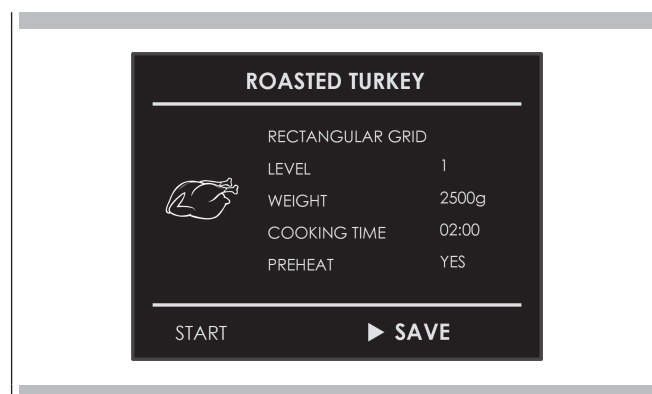 ROASTED TURKEY
RECTANGULAR GRID
LEVEL 1
WEIGHT 2500g
COOKING TIME 02:00
PREHEAT YES
START ▶ SAVE